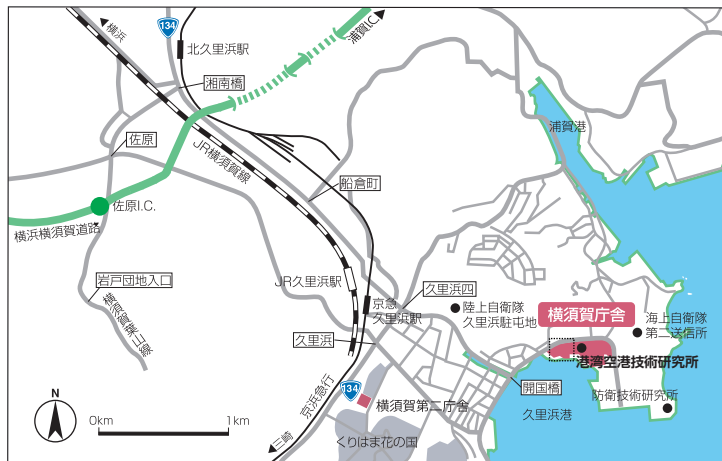 横浜
134
北久里浜駅
浦賀I.C.
湘南橋
浦賀港
佐原
JR横須賀線
船倉町
佐原I.C.
横浜横須賀道路
岩戸団地入口
横須賀葉山線
JR久里浜駅
京急
久里浜駅
久里浜四
陸上自衛隊
久里浜駐屯地
横須賀庁舎
海上自衛隊
第二送信所
久里浜
港湾空港技術研究所
134
京浜急行
横須賀第二庁舎
開国橋
久里浜港
防衛技術研究所
N
0km
1km
三崎
くりはま花の国